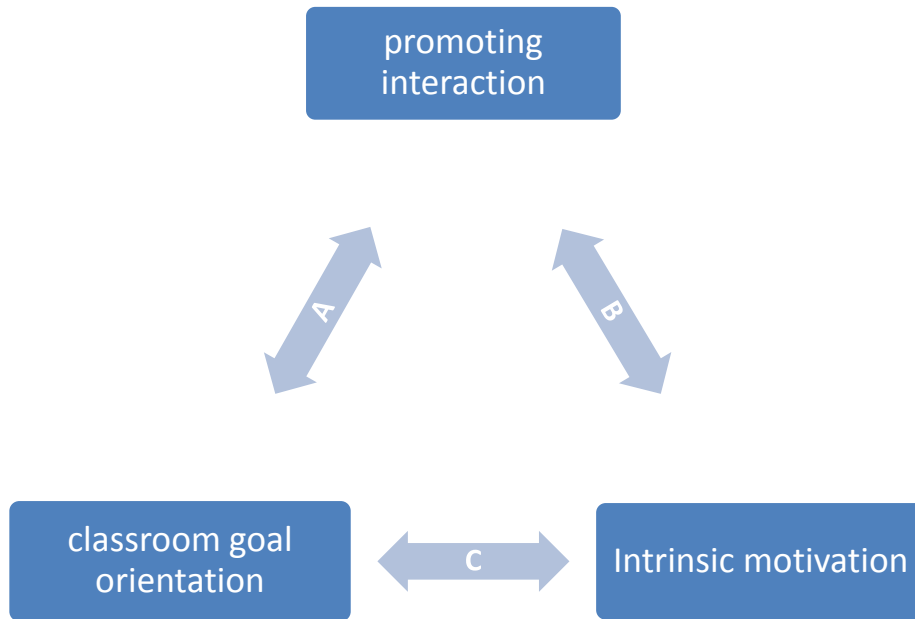 promoting
interaction
A
B
classroom goal
orientation
C
Intrinsic motivation